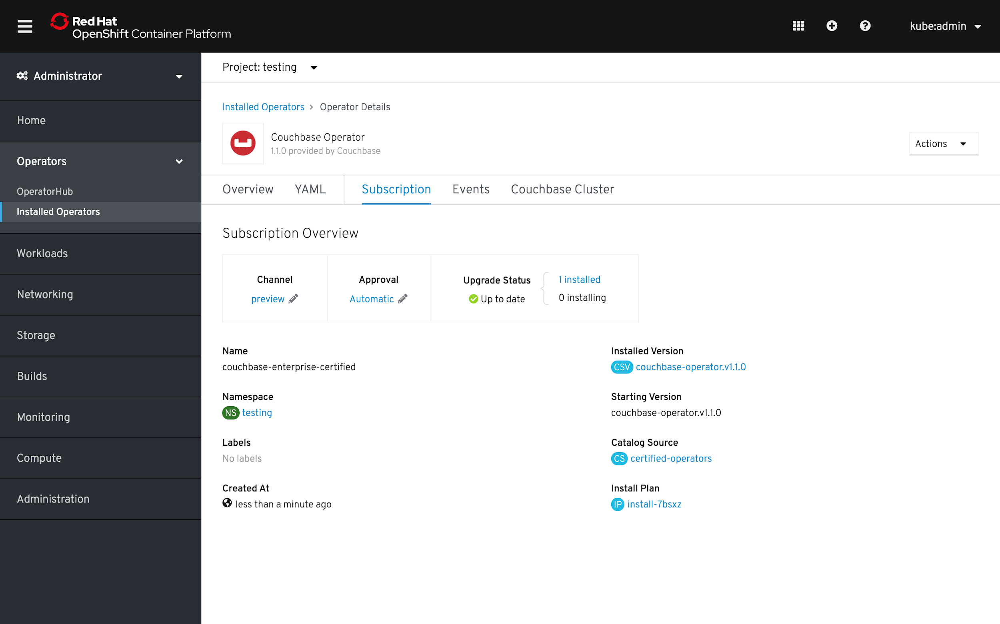 Red Hat
OpenShift Container Platform
kube:admin
Administrator
Home
Operators
OperatorHub
Installed Operators
Workloads
Networking
Storage
Builds
Monitoring
Compute
Administration
Project: testing
Installed Operators > Operator Details
Couchbase Operator
1.1.0 provided by Couchbase
Actions
Overview YAML Subscription Events Couchbase Cluster
Subscription Overview
Channel
preview
Approval
Automatic
Upgrade Status
Up to date
1 installed
0 installing
Name
couchbase-enterprise-certified
Namespace
NS testing
Labels
No labels
Created At
less than a minute ago
Installed Version
CSV couchbase-operator.v1.1.0
Starting Version
couchbase-operator.v1.1.0
Catalog Source
CS certified-operators
Install Plan
IP install-7bsxz